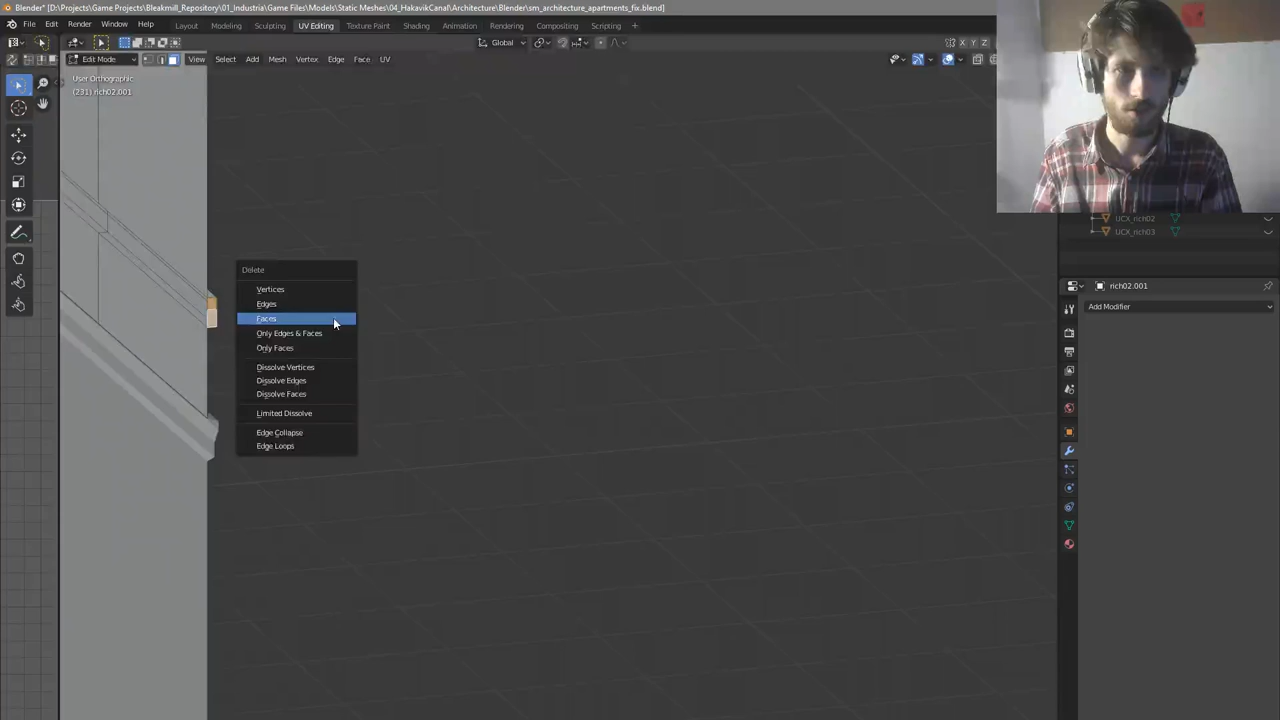 Blender* [D:\Projects\Game Projects\Bleakmill_Repository\01_Industria\Game Files\Models\Static Meshes\04_HakavikCanal\Architecture\Blender\sm_architecture_apartments_fix.blend]
File Edit Render Window Help Layout Modeling Sculpting UV Editing Texture Paint Shading Animation Rendering Compositing Scripting +
Global X Y Z
Edit Mode View Select Add Mesh Vertex Edge Face UV
User Orthographic
(231) rich02.001
UCX_rich02
UCX_rich03
Delete
Vertices
Edges
Faces
Only Edges & Faces
Only Faces
Dissolve Vertices
Dissolve Edges
Dissolve Faces
Limited Dissolve
Edge Collapse
Edge Loops
rich02.001
Add Modifier